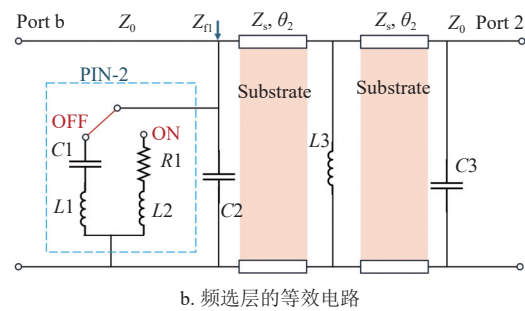 Port b Z₀ Zf1 Zs, θ₂ Zs, θ₂ Z₀ Port 2
PIN-2
Substrate Substrate
OFF ON
C1 R1 L3 C3
L1 L2 C2
b. 频选层的等效电路